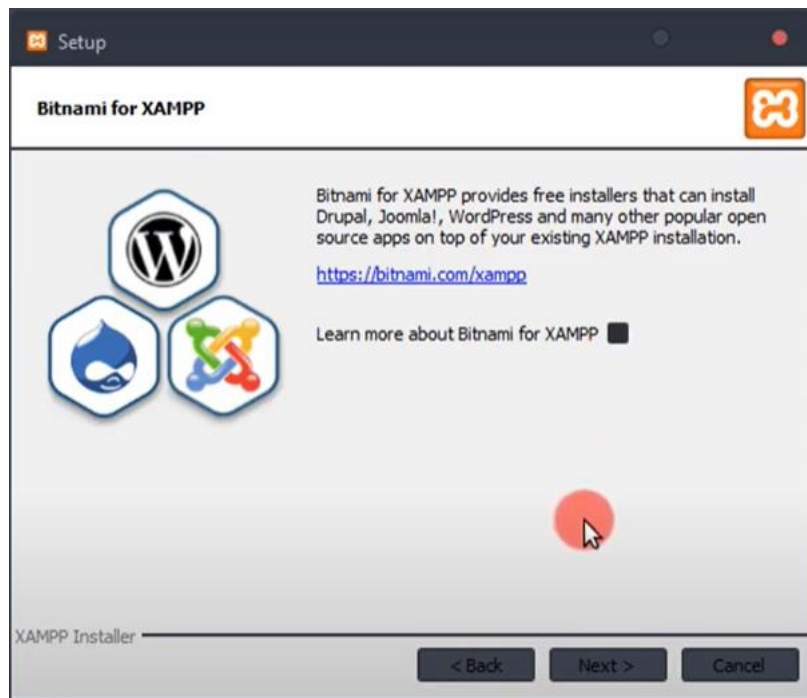 Setup
Bitnami for XAMPP
Bitnami for XAMPP provides free installers that can install
Drupal, Joomla!, WordPress and many other popular open
source apps on top of your existing XAMPP installation.
https://bitnami.com/xampp
Learn more about Bitnami for XAMPP
XAMPP Installer
< Back
Next >
Cancel